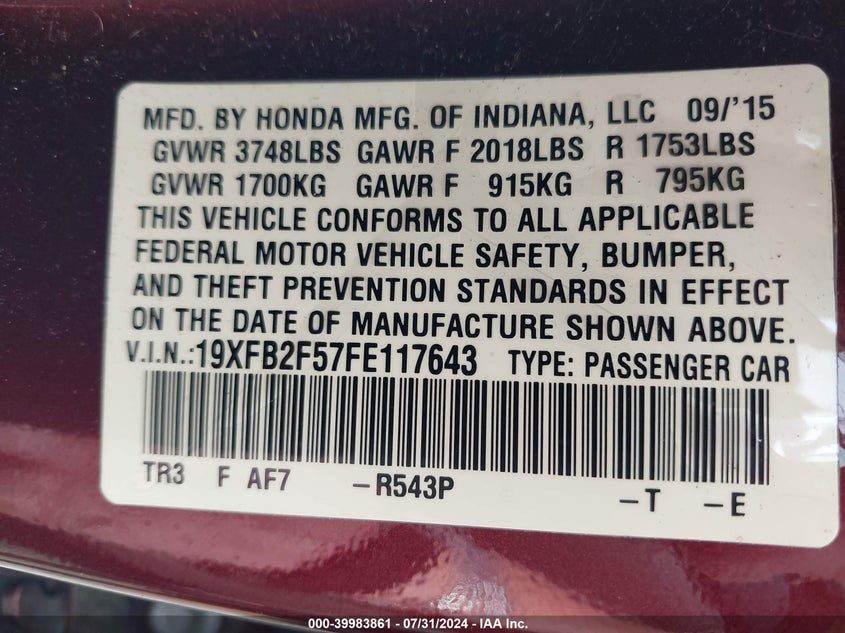 MFD. BY HONDA MFG. OF INDIANA, LLC 09/'15
GVWR 3748LBS GAWR F 2018LBS R 1753LBS
GVWR 1700KG GAWR F 915KG R 795KG
THIS VEHICLE CONFORMS TO ALL APPLICABLE
FEDERAL MOTOR VEHICLE SAFETY, BUMPER,
AND THEFT PREVENTION STANDARDS IN EFFECT
ON THE DATE OF MANUFACTURE SHOWN ABOVE.
V.I.N.:19XFB2F57FE117643 TYPE: PASSENGER CAR
TR3 F AF7 -R543P -T -E
000-39983861 07/31/2024 - IAA Inc.